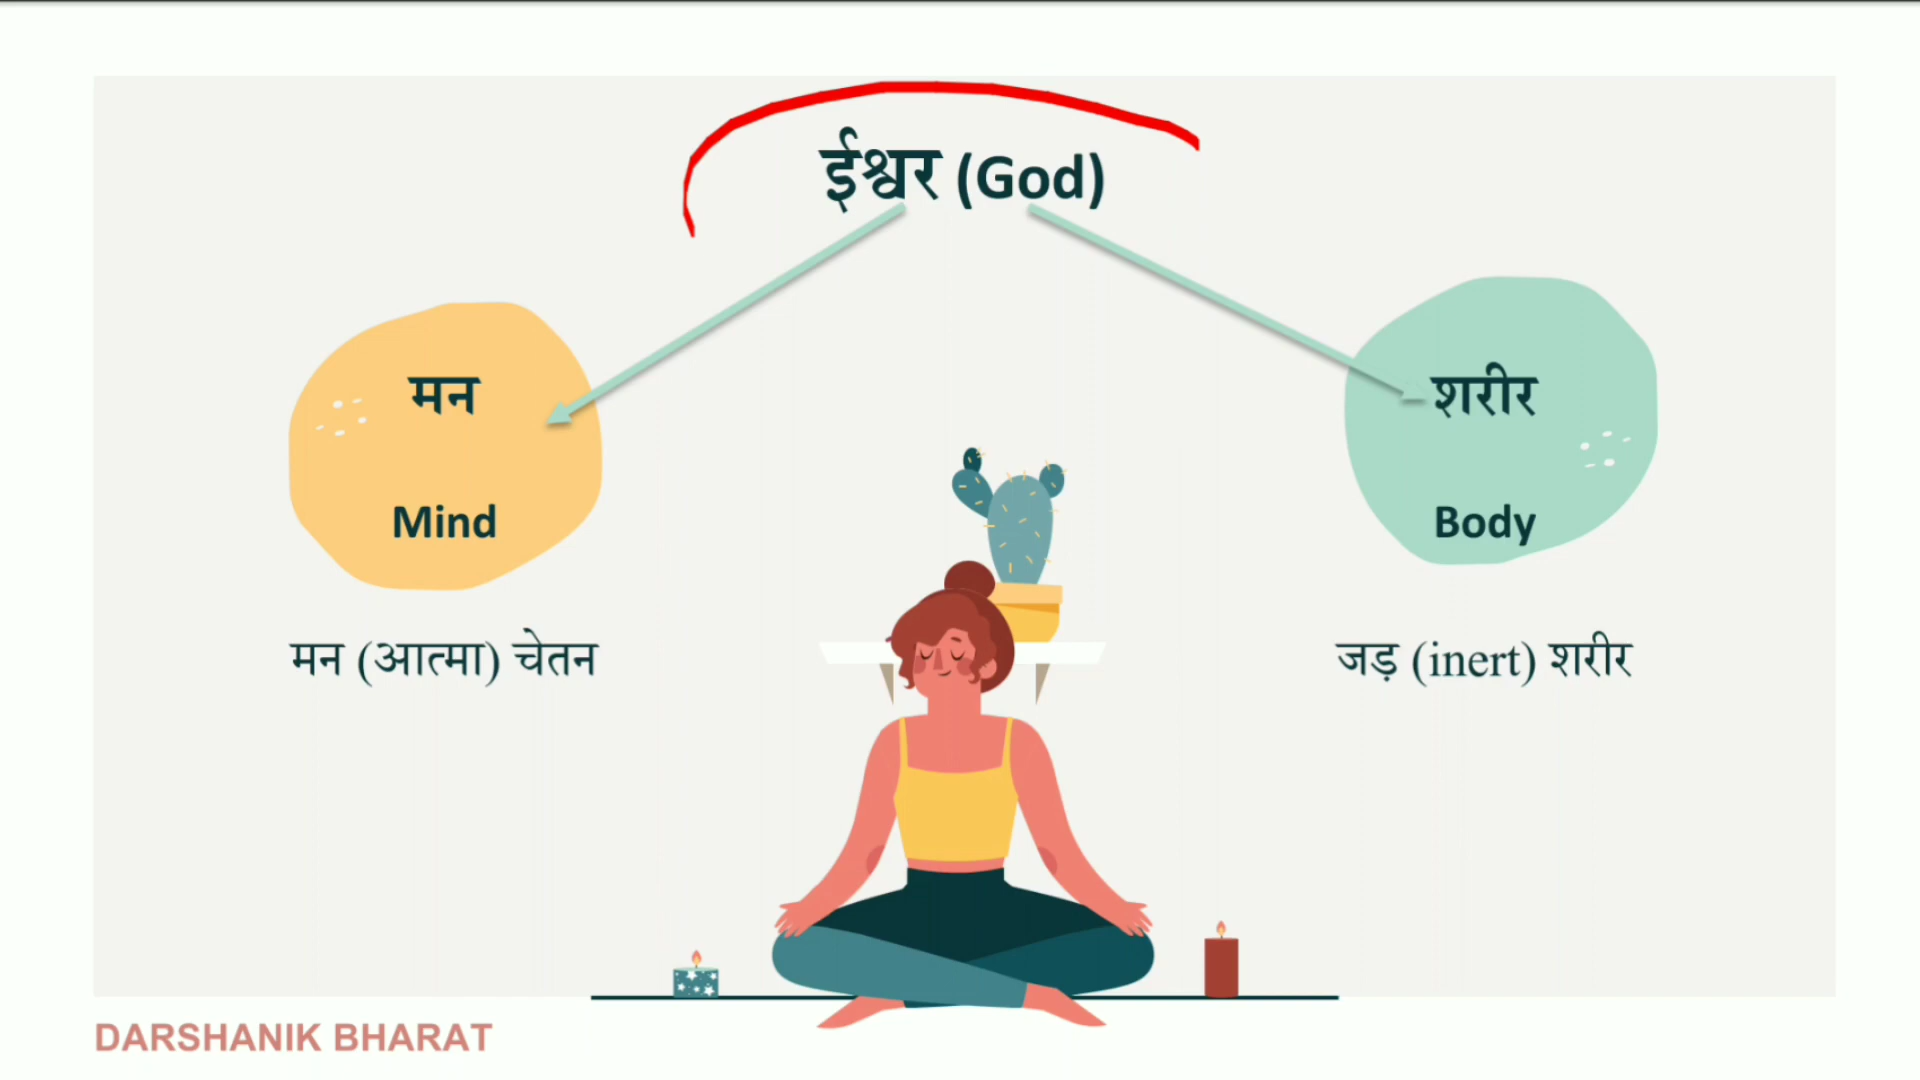 ईश्वर (God)
मन
Mind
मन (आत्मा) चेतन
शरीर
Body
जड़ (inert) शरीर
DARSHANIK BHARAT